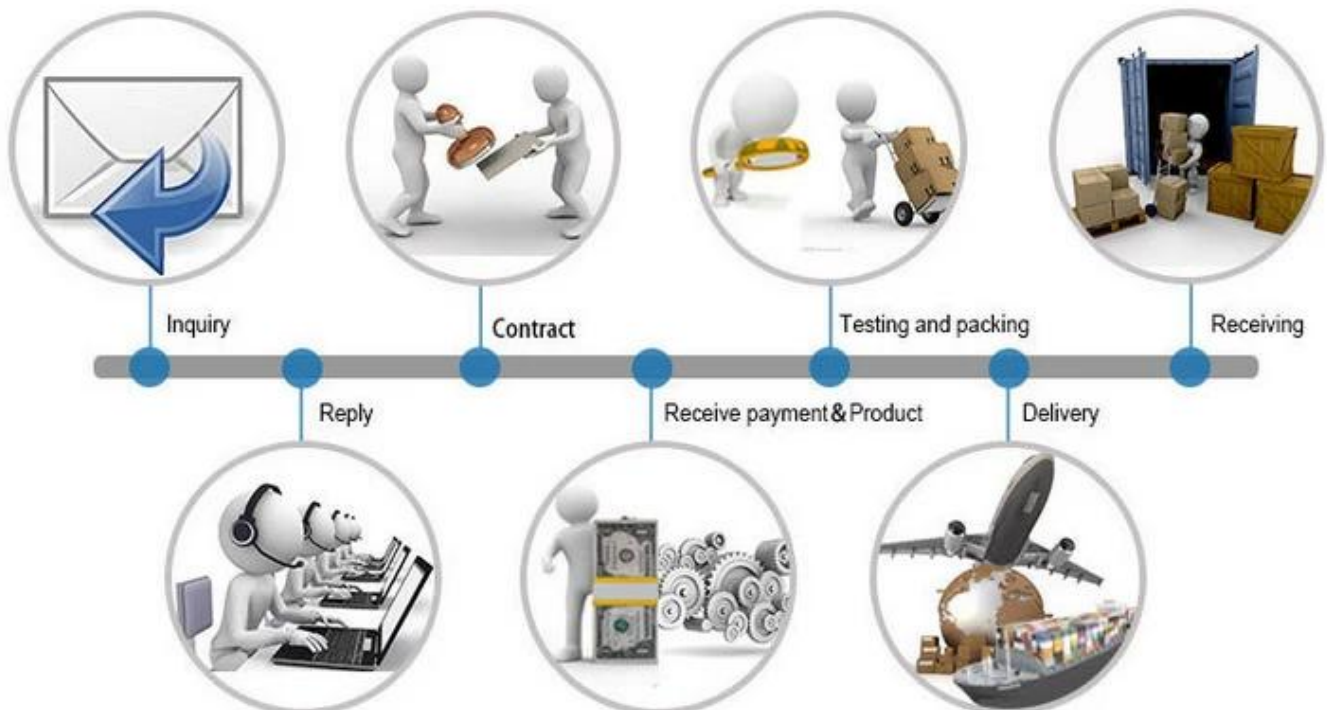 Inquiry
Reply
Contract
Receive payment & Product
Testing and packing
Delivery
Receiving